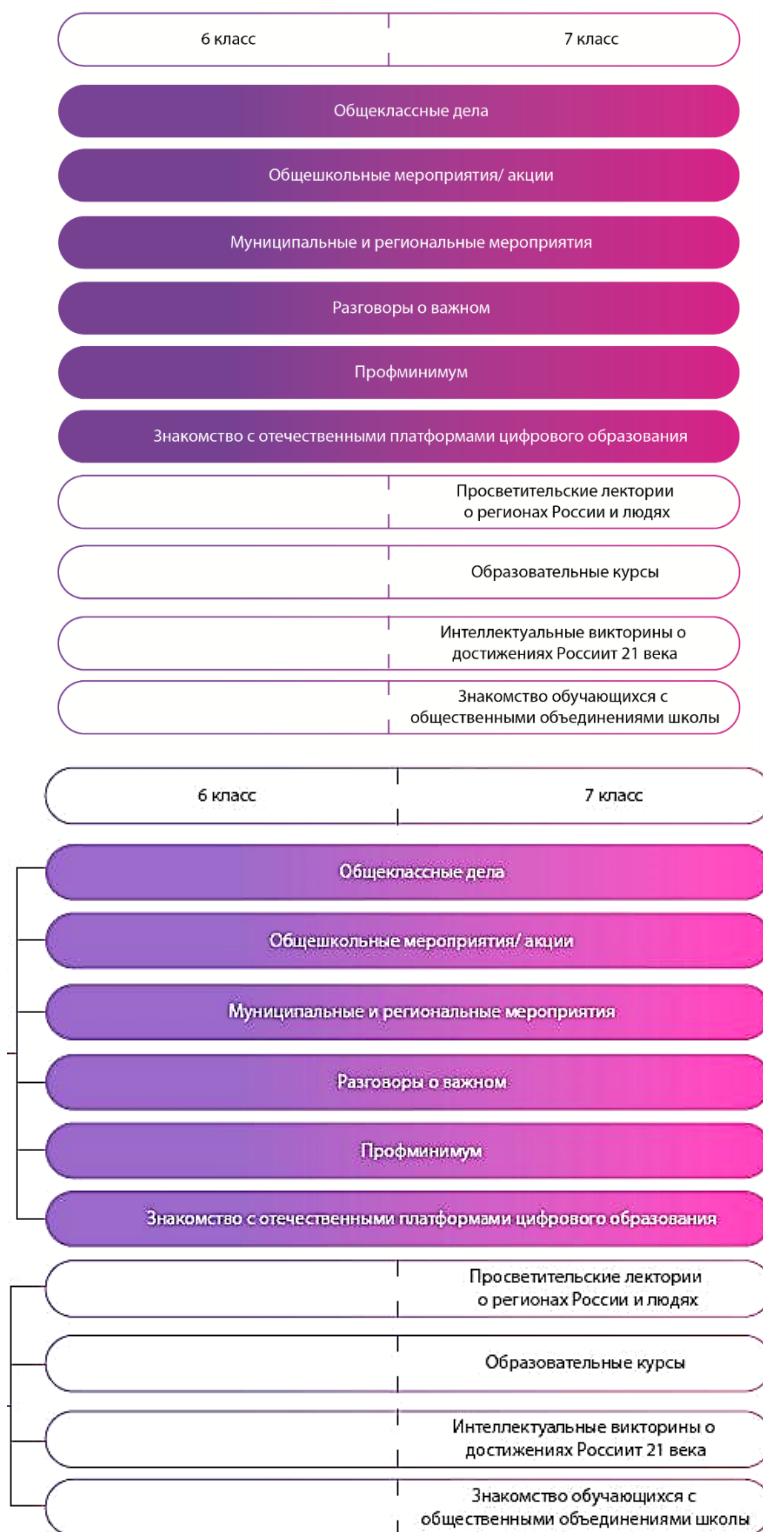 6 класс 7 класс
Общеклассные дела
Общешкольные мероприятия/ акции
Муниципальные и региональные мероприятия
Разговоры о важном
Профминимум
Знакомство с отечественными платформами цифрового образования
Просветительские лектории
о регионах России и людях
Образовательные курсы
Интеллектуальные викторины о
достижениях Россиит 21 века
Знакомство обучающихся с
общественными объединениями школы
6 класс 7 класс
Общеклассные дела
Общешкольные мероприятия/ акции
Муниципальные и региональные мероприятия
Разговоры о важном
Профминимум
Знакомство с отечественными платформами цифрового образования
Просветительские лектории
о регионах России и людях
Образовательные курсы
Интеллектуальные викторины о
достижениях Россиит 21 века
Знакомство обучающихся с
общественными объединениями школы